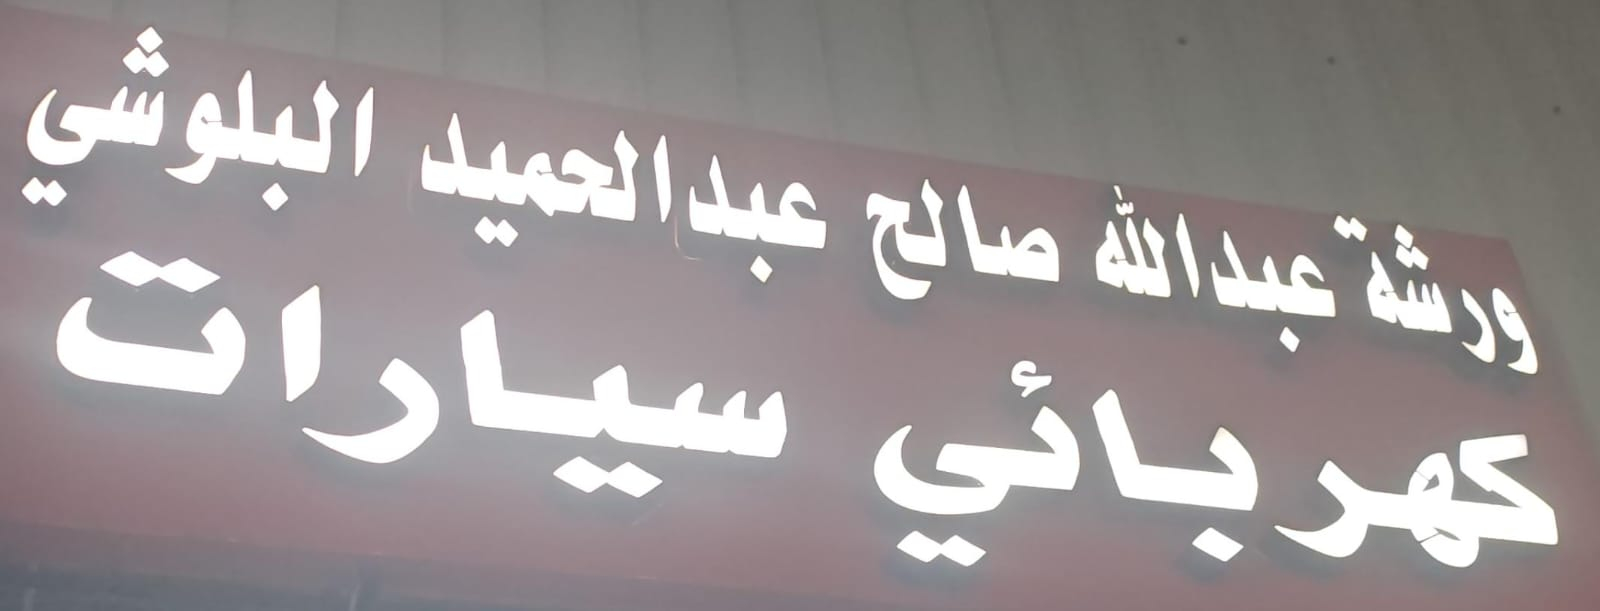 ورشة عبدالله صالح عبدالحميد البلوشي
كهربائي سيارات